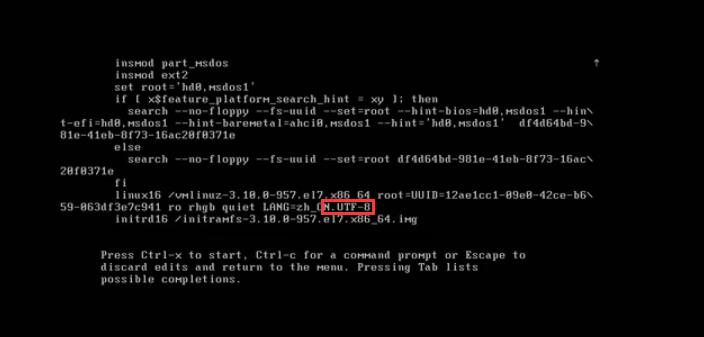 insmod part_msdos
insmod ext2
set root='hd0,msdos1'
if [ x$feature_platform_search_hint = xy ]; then
search --no-floppy --fs-uuid --set=root --hint-bios=hd0,msdos1 --hin\
t-efi=hd0,msdos1 --hint-baremetal=ahci0,msdos1 --hint='hd0,msdos1'  df4d64bd-9\
81e-41eb-8f73-16ac20f0371e
else
search --no-floppy --fs-uuid --set=root df4d64bd-981e-41eb-8f73-16ac\
20f0371e
fi
linux16 /vmlinuz-3.10.0-957.el7.x86_64 root=UUID=12ae1cc1-09e0-42ce-b6\
59-063df3e7c941 ro rhgb quiet LANG=zh_CN.UTF-8
initrd16 /initramfs-3.10.0-957.el7.x86_64.img
Press Ctrl-x to start, Ctrl-c for a command prompt or Escape to
discard edits and return to the menu. Pressing Tab lists
possible completions.